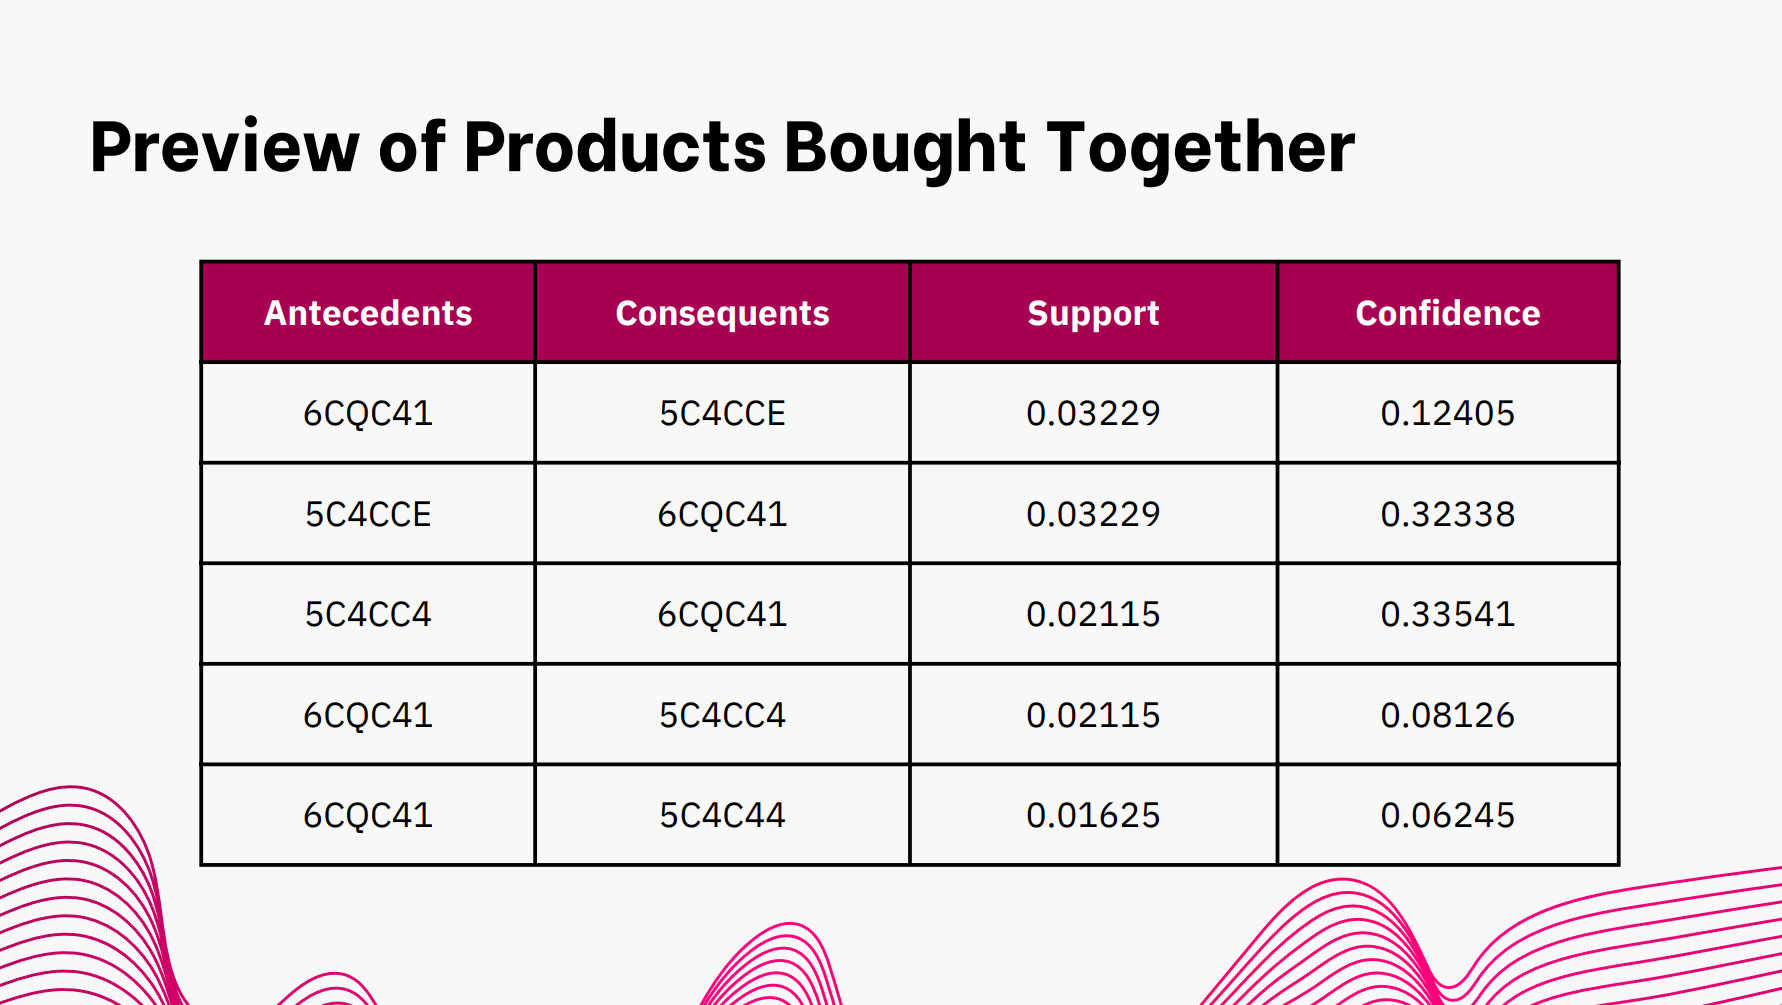 Preview of Products Bought Together
Antecedents Consequents Support Confidence
6CQC41 5C4CCE 0.03229 0.12405
5C4CCE 6CQC41 0.03229 0.32338
5C4CC4 6CQC41 0.02115 0.33541
6CQC41 5C4CC4 0.02115 0.08126
6CQC41 5C4C44 0.01625 0.06245